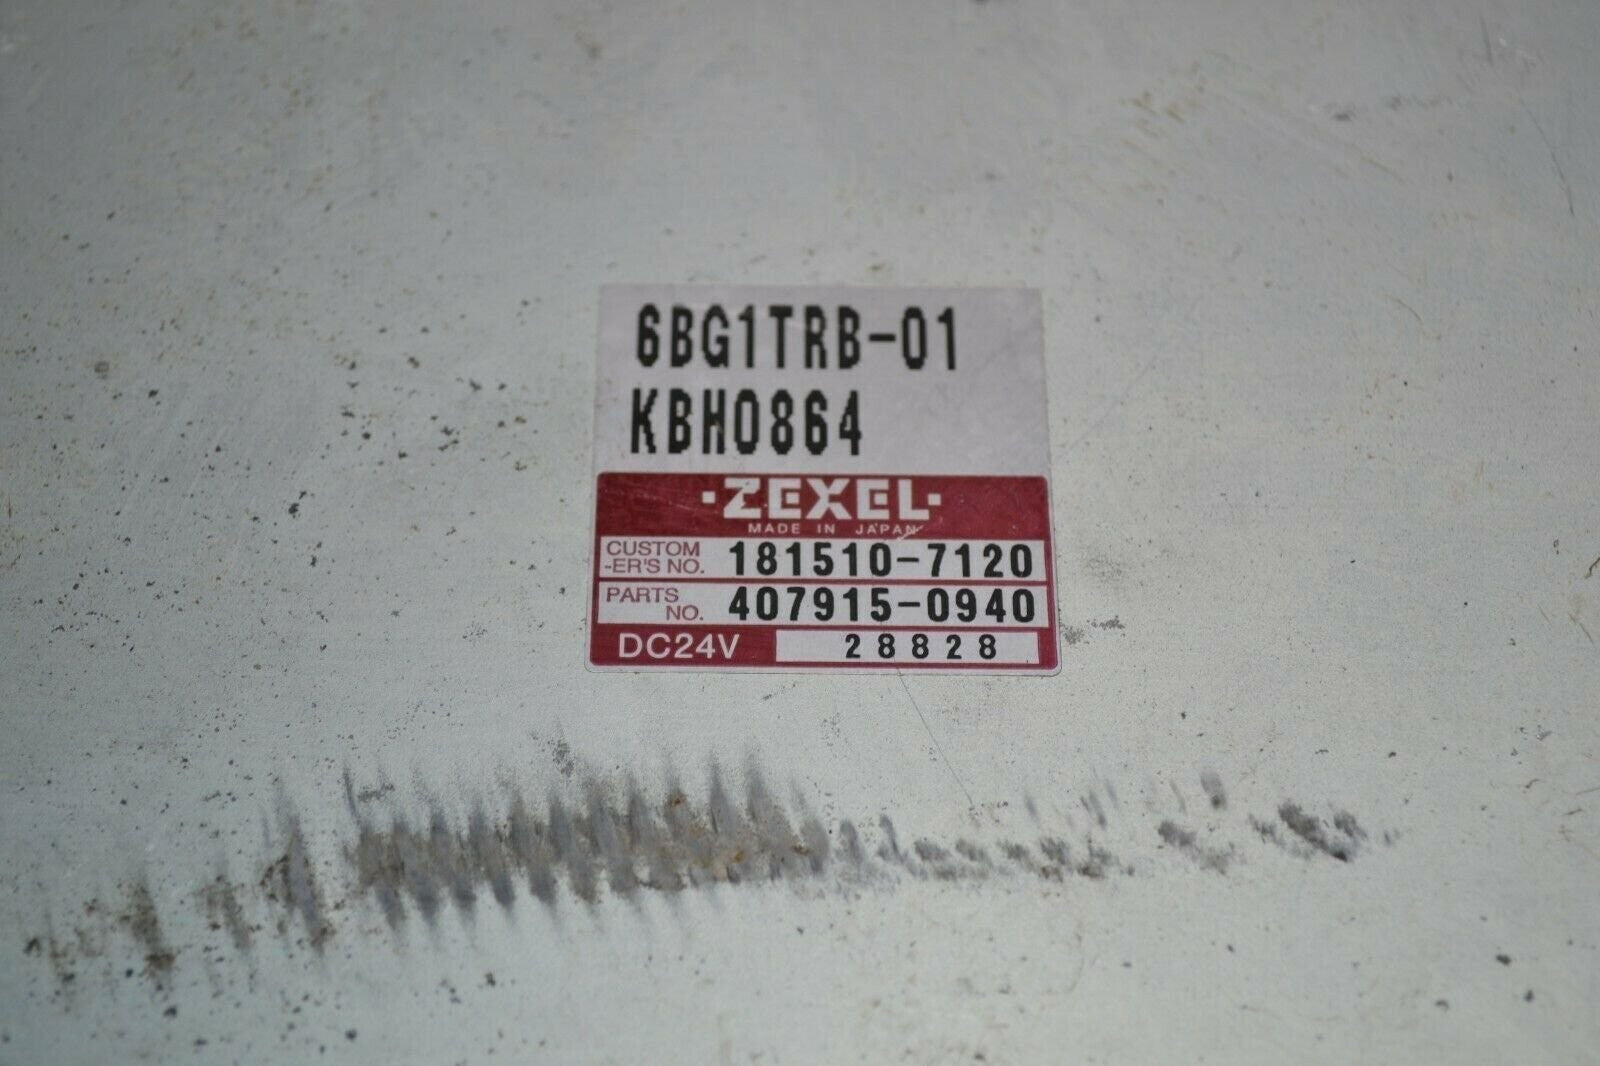 6BG1TRB-01
KBH0864
·ZEXEL·
MADE IN JAPAN
CUSTOM
-ER'S NO. 181510-7120
PARTS
NO. 407915-0940
DC24V 28828